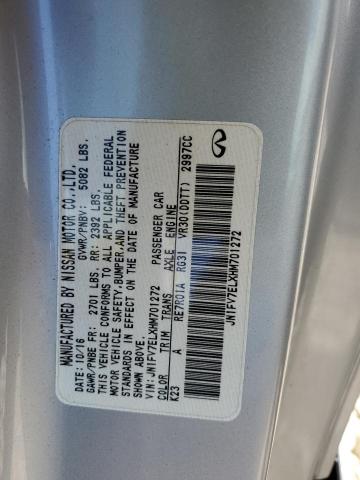 MANUFACTURED BY NISSAN MOTOR CO.,LTD.
DATE: 10/16 GVWR/PNBV: 5082 LBS.
GAWR/PNBE FR: 2701 LBS. RR: 2392 LBS.
THIS VEHICLE CONFORMS TO ALL APPLICABLE FEDERAL
MOTOR VEHICLE SAFETY,BUMPER,AND THEFT PREVENTION
STANDARDS IN EFFECT ON THE DATE OF MANUFACTURE
SHOWN ABOVE.
VIN: JN1FV7ELXHM701272 PASSENGER CAR
COLOR TRIM TRANS AXLE ENGINE
K23 A RE7R01A RG31 VR30(DDTT) 2997CC
JN1FV7ELXHM701272